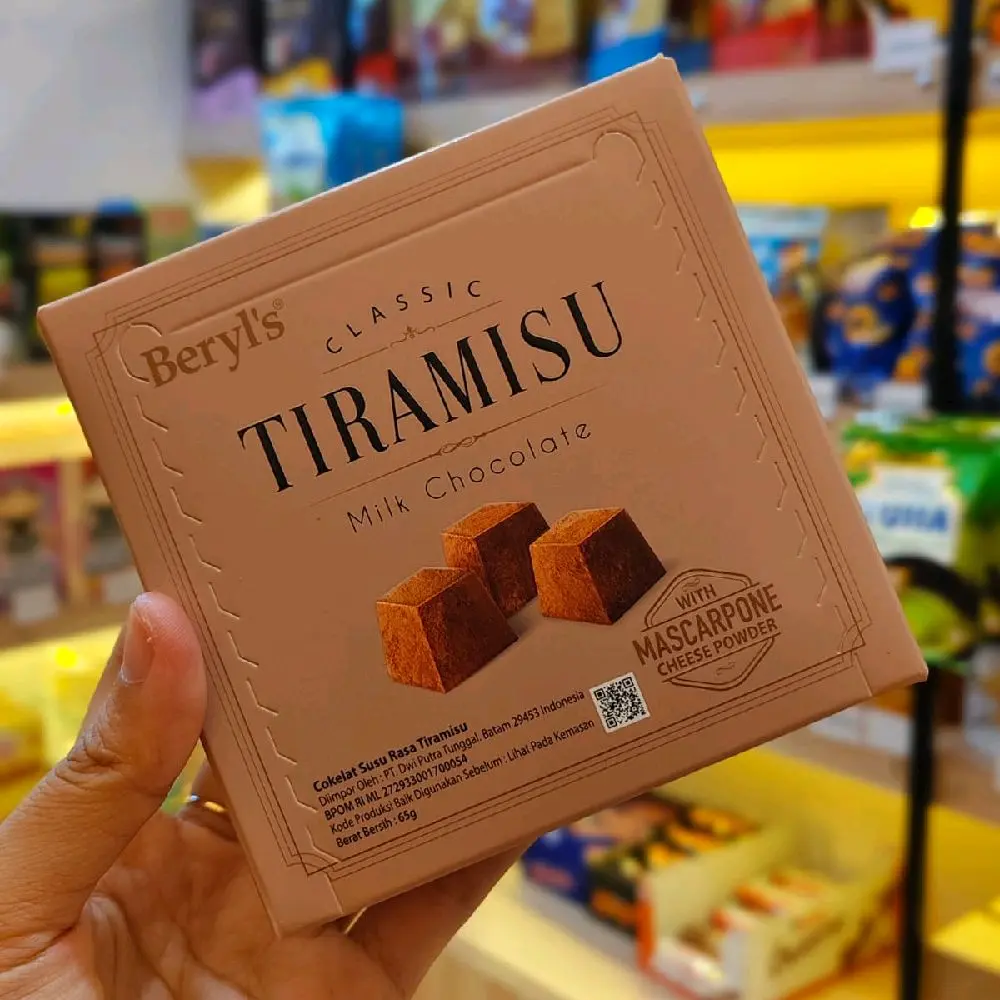 Beryl's®
CLASSIC
TIRAMISU
Milk Chocolate
WITH
MASCARPONE
CHEESE POWDER
Cokelat Susu Rasa Tiramisu
Diimpor Oleh : PT. Dwi Putra Tunggal, Batam 29453 Indonesia
BPOM RI ML 272933001700054
Kode Produksi Baik Digunakan Sebelum : Lihat Pada Kemasan
Berat Bersih : 65g